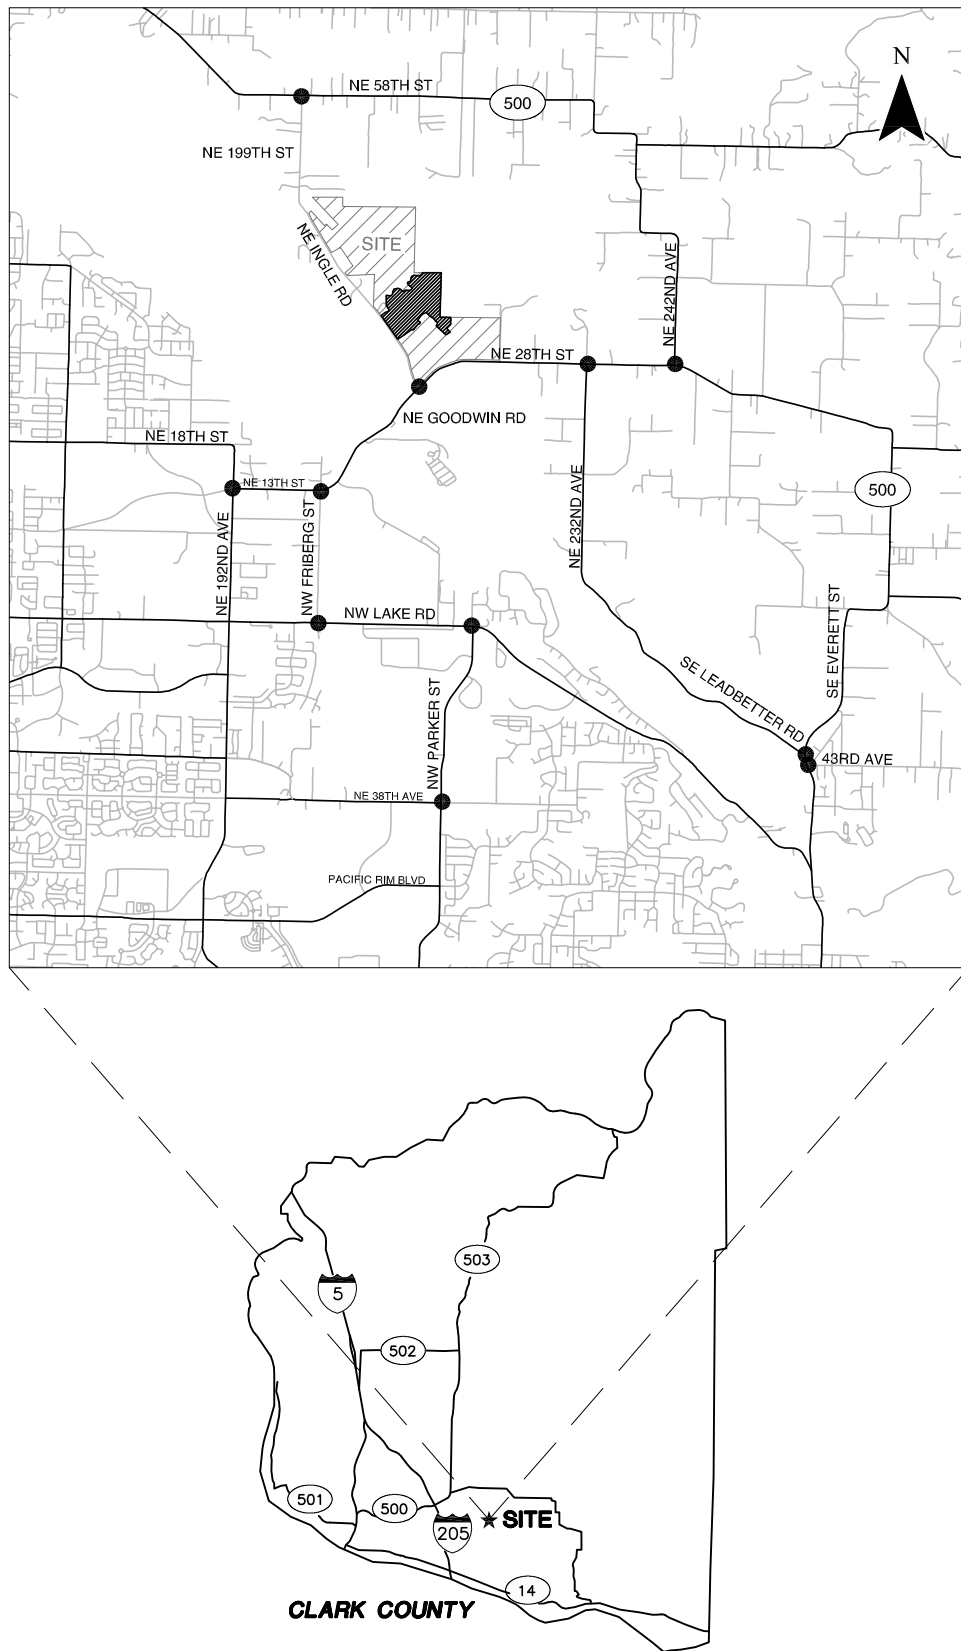 N
NE 58TH ST
500
NE 199TH ST
NE INGLE RD
SITE
NE 242ND AVE
NE 28TH ST
NE GOODWIN RD
NE 18TH ST
NE 13TH ST
500
NE 192ND AVE
NW FRIBERG ST
NE 232ND AVE
NW LAKE RD
SE EVERETT ST
SE LEADBETTER RD
NW PARKER ST
43RD AVE
NE 38TH AVE
PACIFIC RIM BLVD
503
5
502
501
500
205
SITE
14
CLARK COUNTY